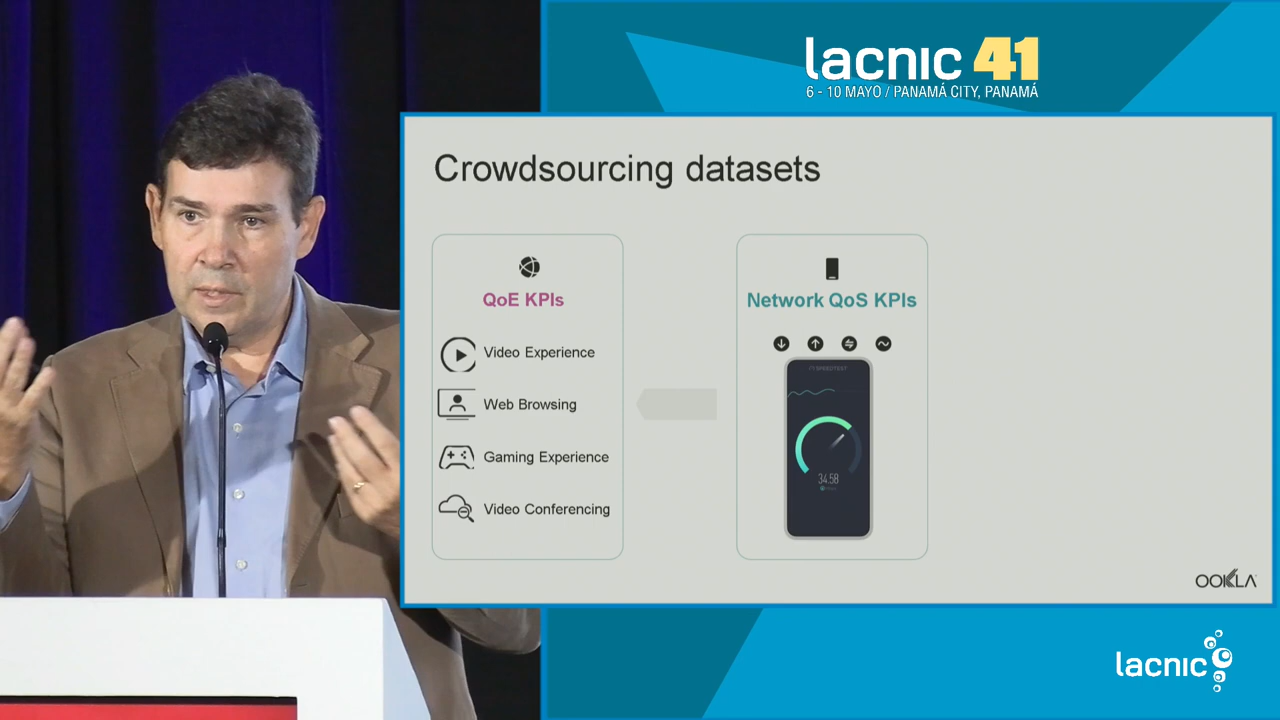 lacnic 41
6 - 10 MAYO / PANAMÁ CITY, PANAMÁ
Crowdsourcing datasets
QoE KPIs
Video Experience
Web Browsing
Gaming Experience
Video Conferencing
Network QoS KPIs
SPEEDTEST
34.58
OOKLA
lacnic